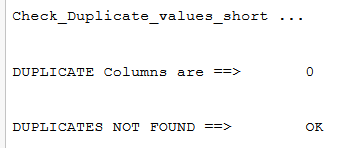 Check_Duplicate_values_short ...
DUPLICATE Columns are ==> 0
DUPLICATES NOT FOUND ==> OK